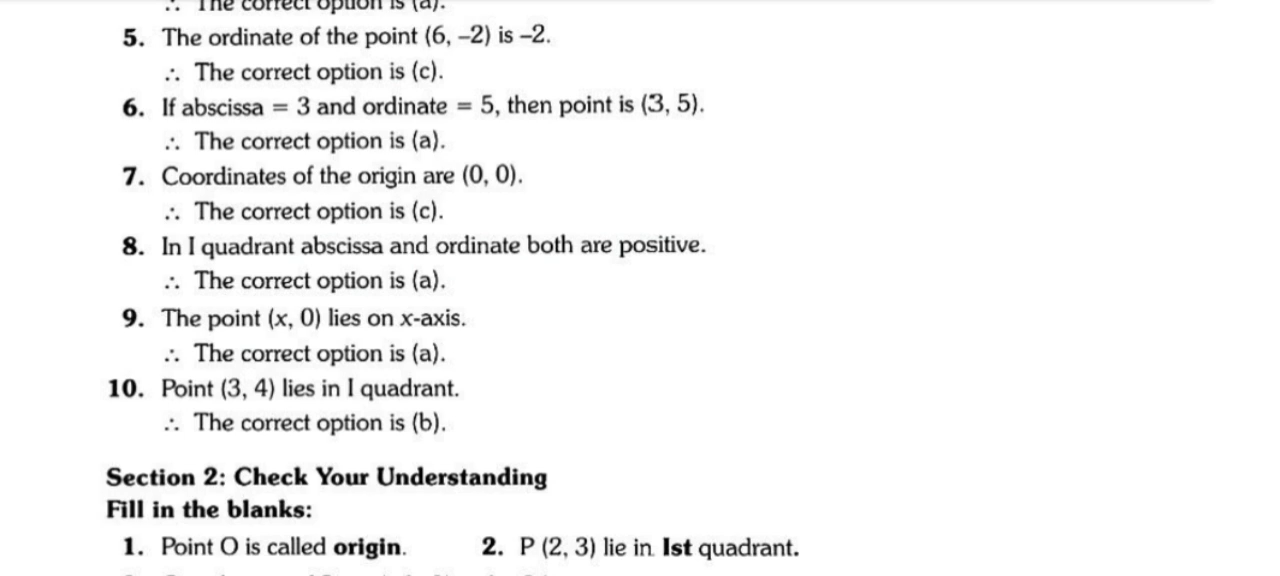 ∴ The correct option is (a).
5. The ordinate of the point (6, –2) is –2.
∴ The correct option is (c).
6. If abscissa = 3 and ordinate = 5, then point is (3, 5).
∴ The correct option is (a).
7. Coordinates of the origin are (0, 0).
∴ The correct option is (c).
8. In I quadrant abscissa and ordinate both are positive.
∴ The correct option is (a).
9. The point (x, 0) lies on x-axis.
∴ The correct option is (a).
10. Point (3, 4) lies in I quadrant.
∴ The correct option is (b).
Section 2: Check Your Understanding
Fill in the blanks:
1. Point O is called origin. 2. P (2, 3) lie in Ist quadrant.